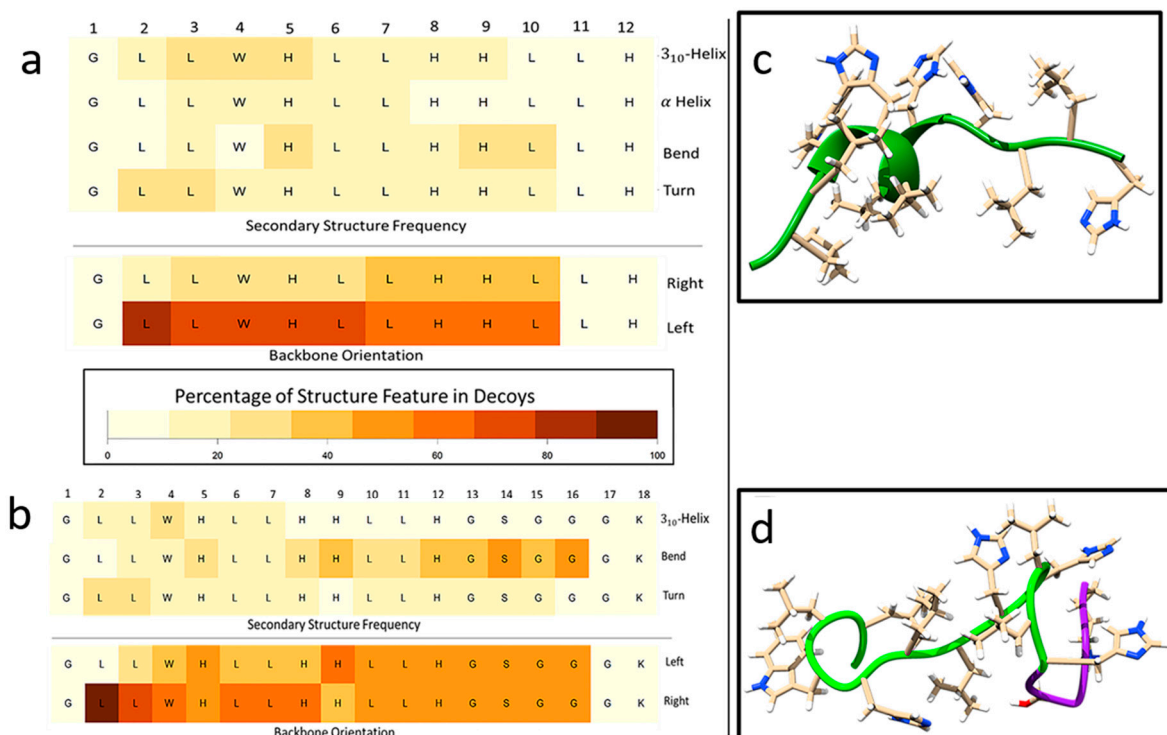 a
1 2 3 4 5 6 7 8 9 10 11 12
G L L W H L L H H L L H 3₁₀-Helix
G L L W H L L H H L L H α Helix
G L L W H L L H H L L H Bend
G L L W H L L H H L L H Turn
Secondary Structure Frequency
G L L W H L L H H L L H Right
G L L W H L L H H L L H Left
Backbone Orientation
Percentage of Structure Feature in Decoys
0 20 40 60 80 100
b
1 2 3 4 5 6 7 8 9 10 11 12 13 14 15 16 17 18
G L L W H L L H H L L H G S G G G K 3₁₀-Helix
G L L W H L L H H L L H G S G G G K Bend
G L L W H L L H H L L H G S G G G K Turn
Secondary Structure Frequency
G L L W H L L H H L L H G S G G G K Left
G L L W H L L H H L L H G S G G G K Right
Backbone Orientation
c
d